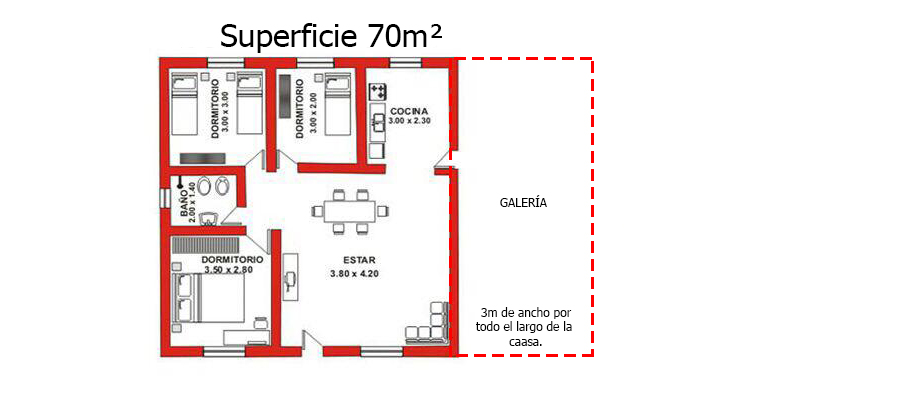 Superficie 70m²
DORMITORIO
3.00 x 3.00
DORMITORIO
3.00 x 2.00
COCINA
3.00 x 2.30
BAÑO
2.00 x 1.40
GALERÍA
DORMITORIO
3.50 x 2.80
ESTAR
3.80 x 4.20
3m de ancho por
todo el largo de la
caasa.